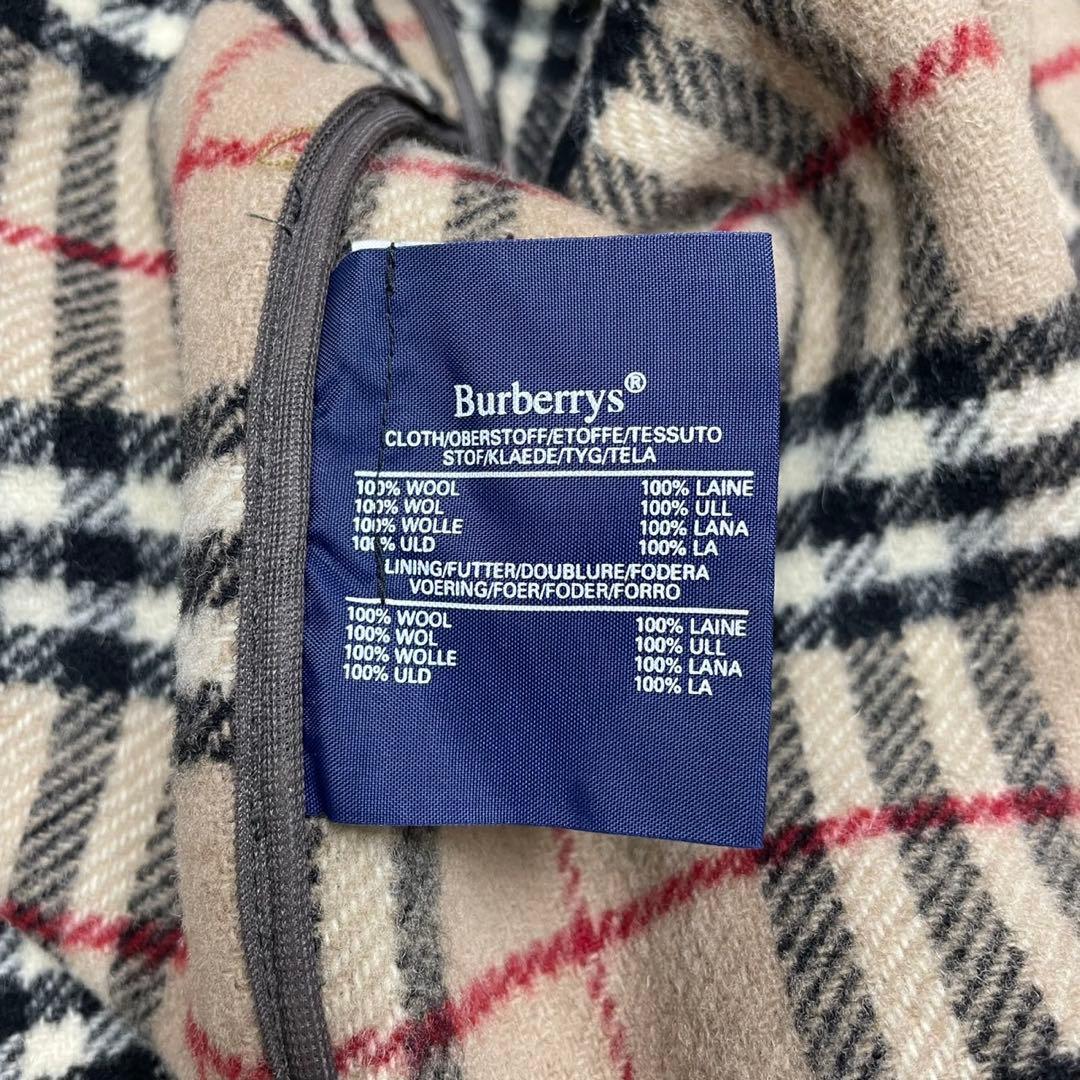 Burberrys®
CLOTH/OBERSTOFF/ETOFFE/TESSUTO
STOF/KLAEDE/TYG/TELA
100% WOOL 100% LAINE
100% WOL 100% ULL
100% WOLLE 100% LANA
100% ULD 100% LA
LINING/FUTTER/DOUBLURE/FODERA
VOERING/FOER/FODER/FORRO
100% WOOL 100% LAINE
100% WOL 100% ULL
100% WOLLE 100% LANA
100% ULD 100% LA